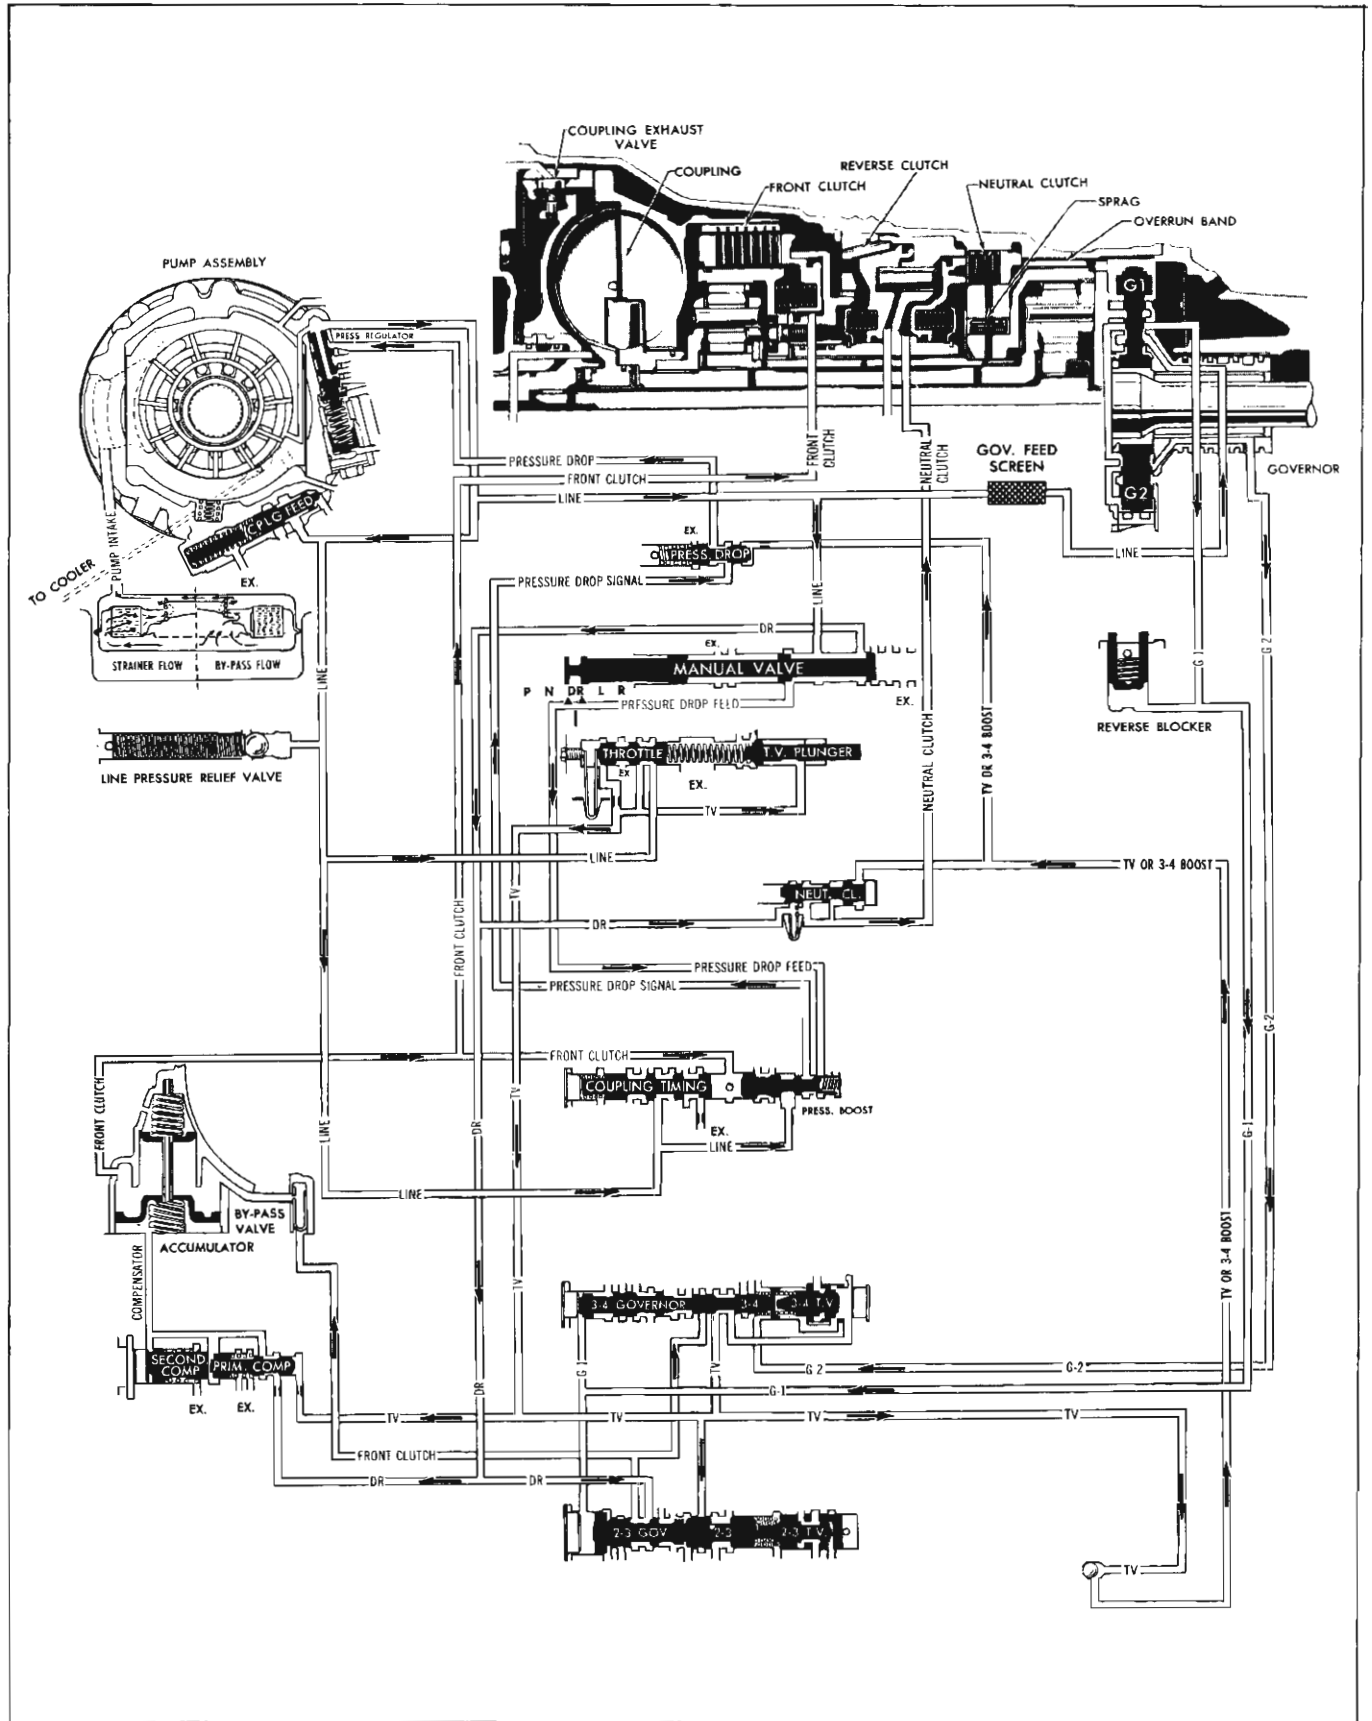 COUPLING EXHAUST
VALVE
COUPLING
FRONT CLUTCH
REVERSE CLUTCH
NEUTRAL CLUTCH
SPRAG
OVERRUN BAND
PUMP ASSEMBLY
G1
PRESS REGULATOR
G2
GOVERNOR
FRONT
CLUTCH
NEUTRAL
CLUTCH
GOV. FEED
SCREEN
PRESSURE DROP
FRONT CLUTCH
LINE
CPLG FEED
PUMP INTAKE
TO COOLER
EX.
EX.
PRESS. DROP
LINE
PRESSURE DROP SIGNAL
LINE
DR
EX.
MANUAL VALVE
P N DR L R
PRESSURE DROP FEED
EX.
STRAINER FLOW
BY-PASS FLOW
LINE
G 1
G 2
REVERSE BLOCKER
LINE PRESSURE RELIEF VALVE
THROTTLE
T.V. PLUNGER
EX
EX.
TV
NEUTRAL CLUTCH
TV OR 3-4 BOOST
LINE
TV OR 3-4 BOOST
TV
NEUT. CL.
DR
FRONT CLUTCH
PRESSURE DROP FEED
PRESSURE DROP SIGNAL
G-2
FRONT CLUTCH
FRONT CLUTCH
COUPLING TIMING
PRESS. BOOST
TV
EX.
LINE
LINE
DR
G-1
LINE
BY-PASS
VALVE
ACCUMULATOR
COMPENSATOR
TV
TV OR 3-4 BOOST
3-4 GOVERNOR
3-4
3-4 T.V.
SECOND.
COMP
PRIM. COMP
EX.
EX.
G 1
TV
G 2
G-2
DR
G-1
TV
TV
TV
TV
FRONT CLUTCH
DR
DR
2-3 GOV
2-3
2-3 T.V.
TV